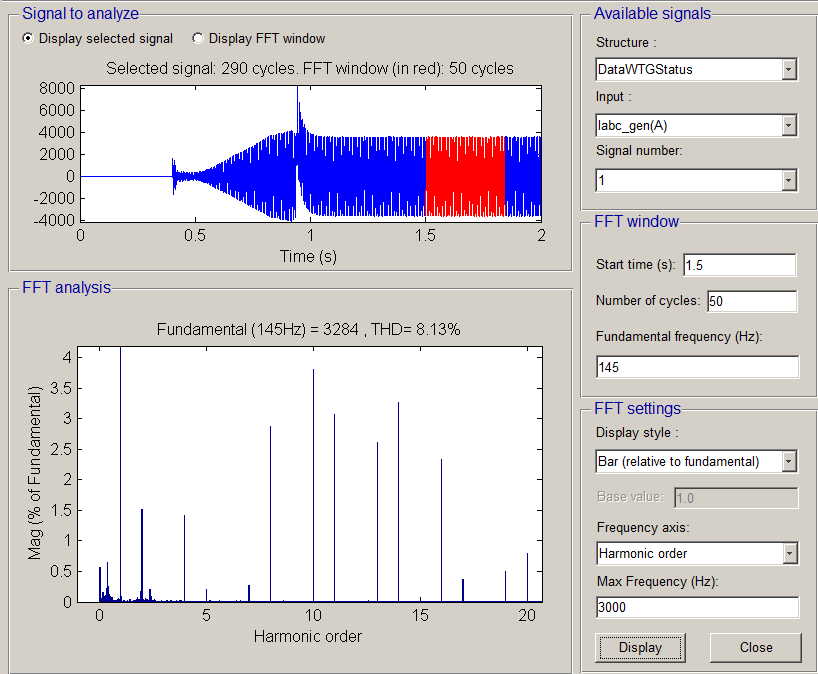 Signal to analyze
Display selected signal Display FFT window
Selected signal: 290 cycles. FFT window (in red): 50 cycles
8000
6000
4000
2000
0
-2000
-4000
0 0.5 1 1.5 2
Time (s)
FFT analysis
Fundamental (145Hz) = 3284 , THD= 8.13%
4
3.5
3
2.5
2
1.5
1
0.5
0
Mag (% of Fundamental)
0 5 10 15 20
Harmonic order
Available signals
Structure :
DataWTGStatus
Input :
Iabc_gen(A)
Signal number:
1
FFT window
Start time (s): 1.5
Number of cycles: 50
Fundamental frequency (Hz):
145
FFT settings
Display style :
Bar (relative to fundamental)
Base value: 1.0
Frequency axis:
Harmonic order
Max Frequency (Hz):
3000
Display Close